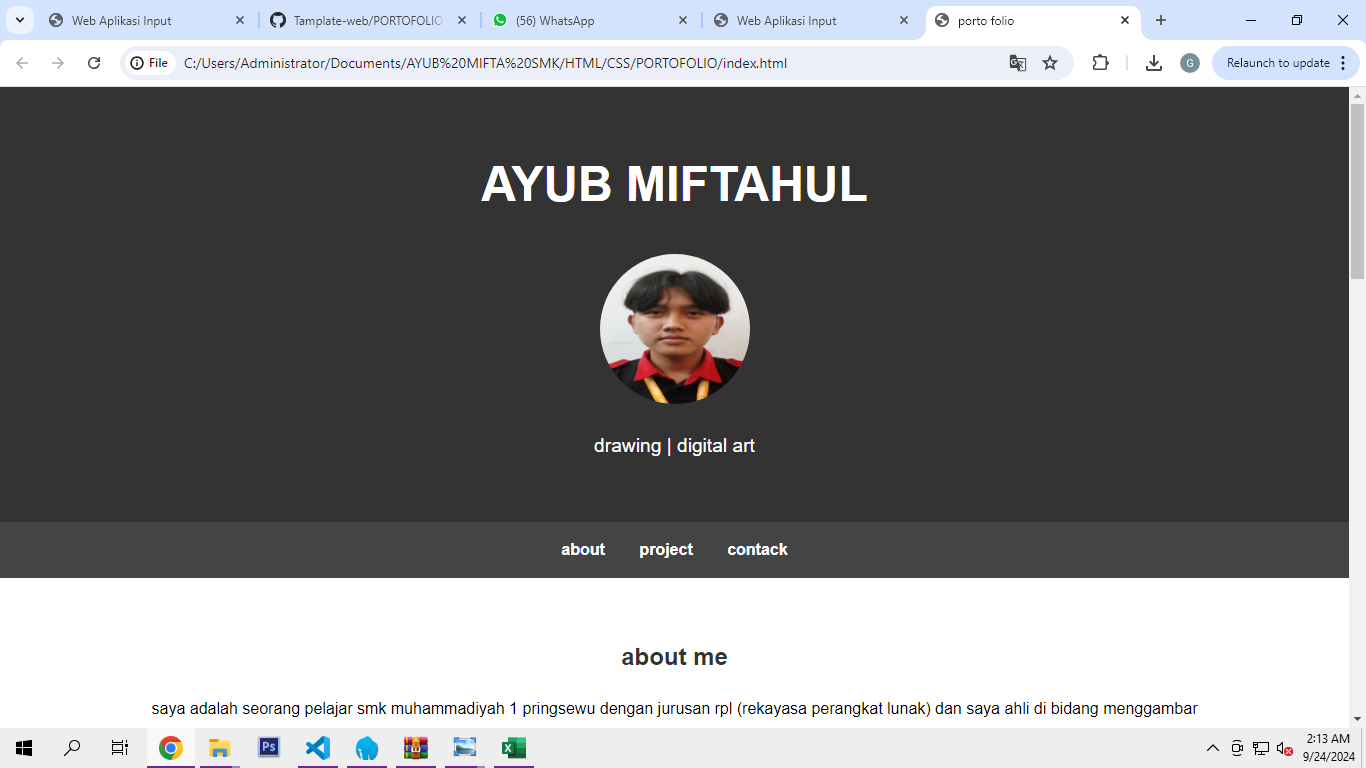 Web Aplikasi Input
Tamplate-web/PORTOFOLIO
(56) WhatsApp
Web Aplikasi Input
porto folio
File
C:/Users/Administrator/Documents/AYUB%20MIFTA%20SMK/HTML/CSS/PORTOFOLIO/index.html
G
Relaunch to update
AYUB MIFTAHUL
drawing | digital art
about
project
contack
about me
saya adalah seorang pelajar smk muhammadiyah 1 pringsewu dengan jurusan rpl (rekayasa perangkat lunak) dan saya ahli di bidang menggambar
Ps
2:13 AM
9/24/2024